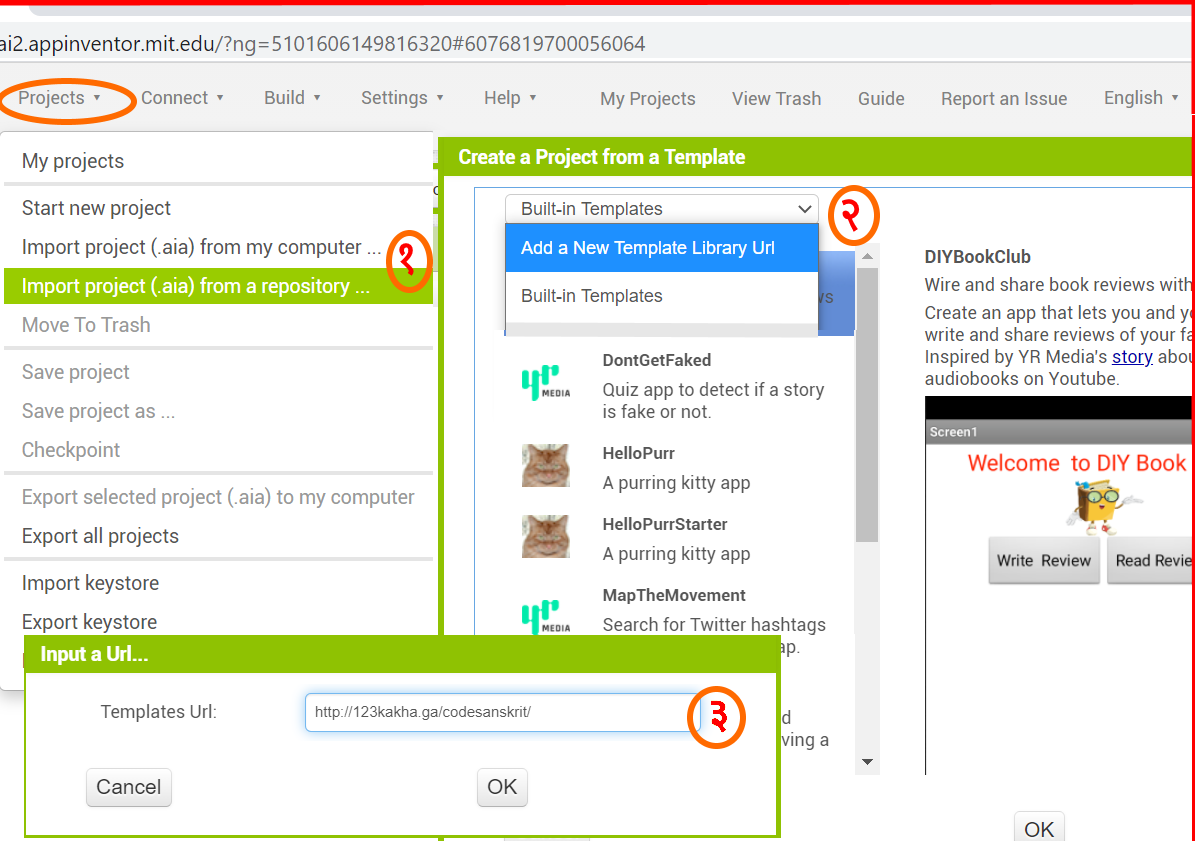 ai2.appinventor.mit.edu/?ng=5101606149816320#6076819700056064
Projects Connect Build Settings Help My Projects View Trash Guide Report an Issue English
My projects
Start new project
Import project (.aia) from my computer ...
१
Import project (.aia) from a repository ...
Move To Trash
Save project
Save project as ...
Checkpoint
Export selected project (.aia) to my computer
Export all projects
Import keystore
Export keystore
Create a Project from a Template
Built-in Templates
२
Add a New Template Library Url
Built-in Templates
DontGetFaked
Quiz app to detect if a story
is fake or not.
MEDIA
HelloPurr
A purring kitty app
HelloPurrStarter
A purring kitty app
MapTheMovement
Search for Twitter hashtags
MEDIA
ap.
ving a
DIYBookClub
Wire and share book reviews with
Create an app that lets you and
write and share reviews of your
Inspired by YR Media's story
audiobooks on Youtube.
Screen1
Welcome to DIY Book
Write Review Read
OK
Input a Url...
Templates Url: http://123kakha.ga/codesanskrit/
३
Cancel OK